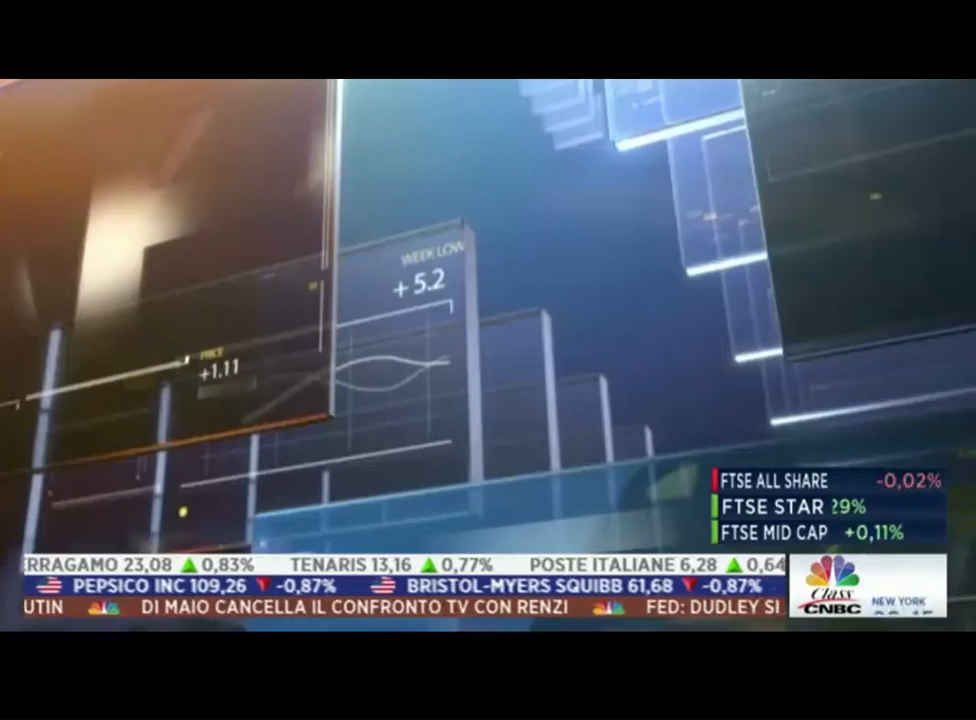 WEEK LOW
+5.2
PRICE
+1.11
FTSE ALL SHARE -0,02%
FTSE STAR 29%
FTSE MID CAP +0,11%
RRAGAMO 23,08 0,83% TENARIS 13,16 0,77% POSTE ITALIANE 6,28 0,64
PEPSICO INC 109,26 -0,87% BRISTOL-MYERS SQUIBB 61,68 -0,87%
UTIN DI MAIO CANCELLA IL CONFRONTO TV CON RENZI FED: DUDLEY SI
Class
CNBC
NEW YORK